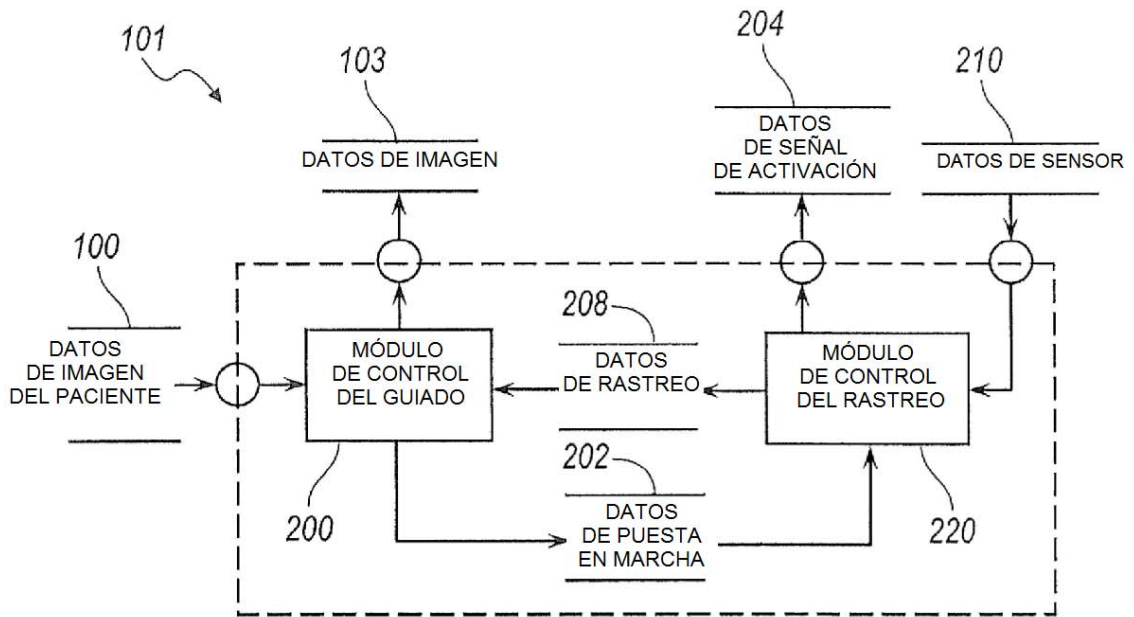 101
103
204
210
DATOS DE IMAGEN
DATOS
DE SEÑAL
DE ACTIVACIÓN
DATOS DE SENSOR
100
DATOS
DE IMAGEN
DEL PACIENTE
MÓDULO
DE CONTROL
DEL GUIADO
208
DATOS
DE RASTREO
MÓDULO
DE CONTROL
DEL RASTREO
200
202
DATOS
DE PUESTA
EN MARCHA
220